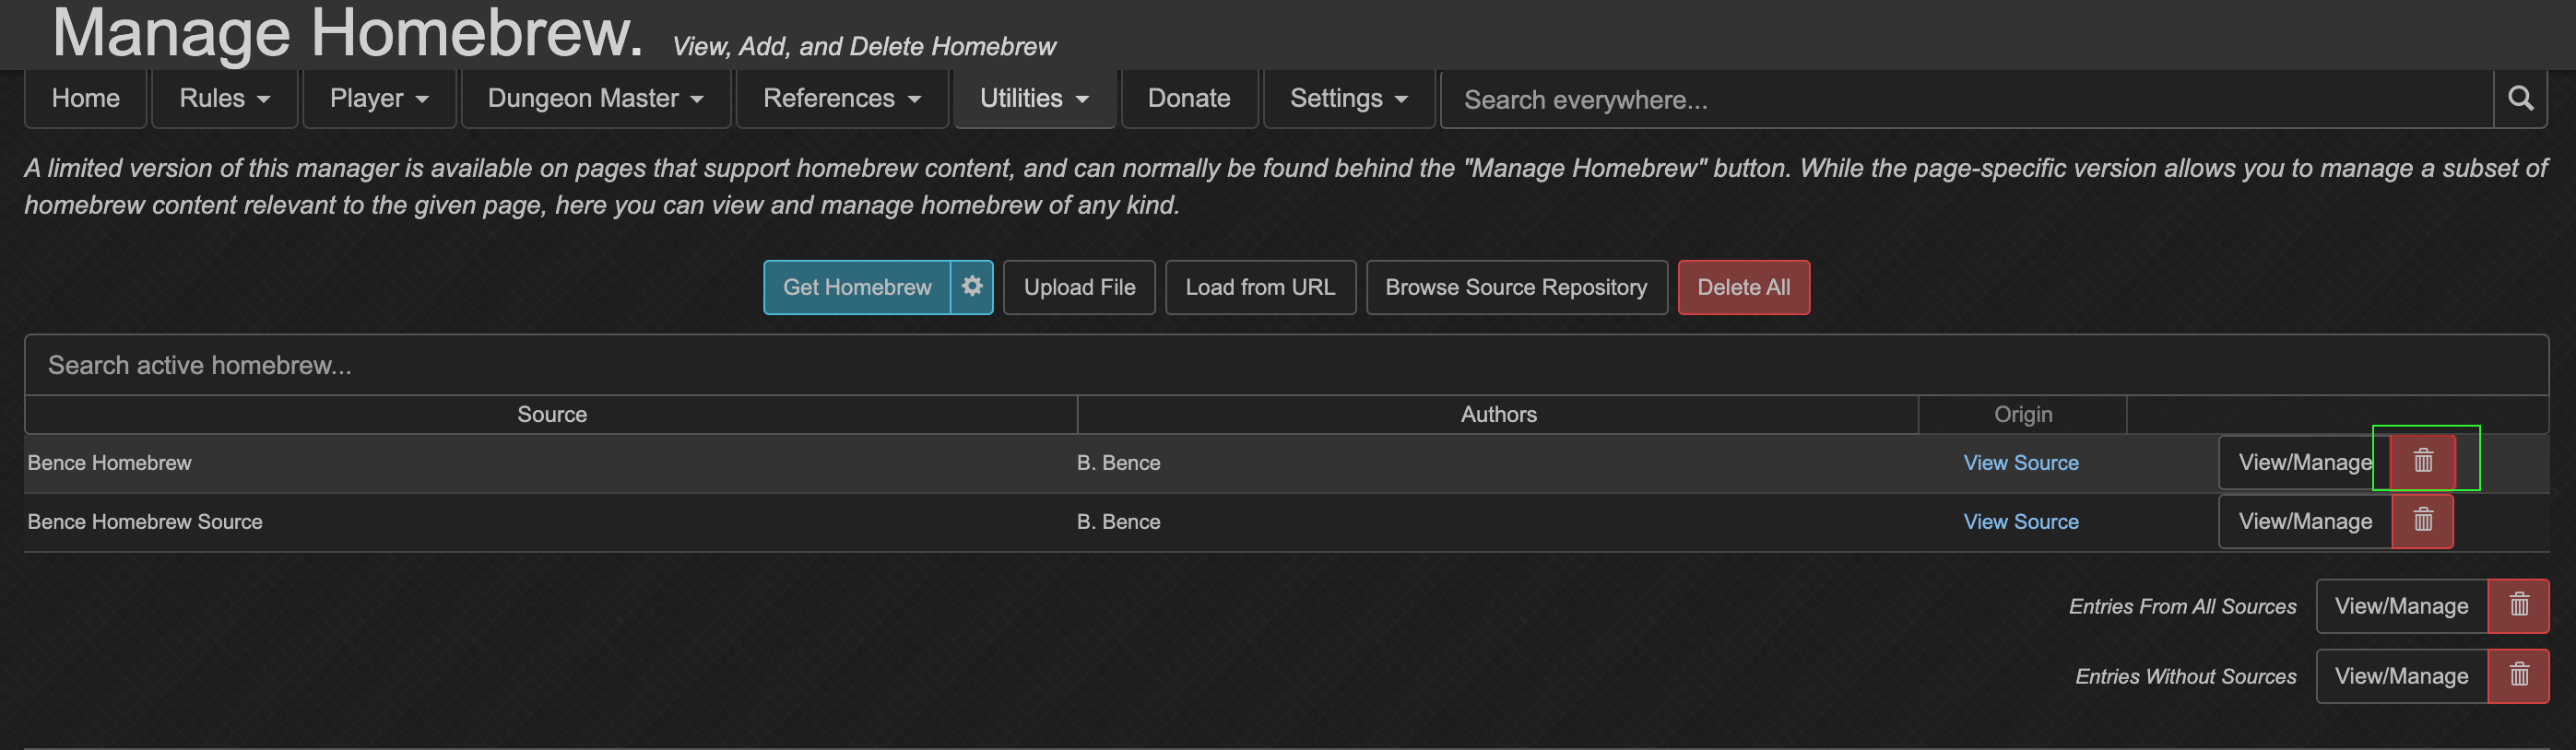 Manage Homebrew. View, Add, and Delete Homebrew
Home Rules Player Dungeon Master References Utilities Donate Settings Search everywhere...
A limited version of this manager is available on pages that support homebrew content, and can normally be found behind the "Manage Homebrew" button. While the page-specific version allows you to manage a subset of
homebrew content relevant to the given page, here you can view and manage homebrew of any kind.
Get Homebrew Upload File Load from URL Browse Source Repository Delete All
Search active homebrew...
Source Authors Origin
Bence Homebrew B. Bence View Source View/Manage
Bence Homebrew Source B. Bence View Source View/Manage
Entries From All Sources View/Manage
Entries Without Sources View/Manage